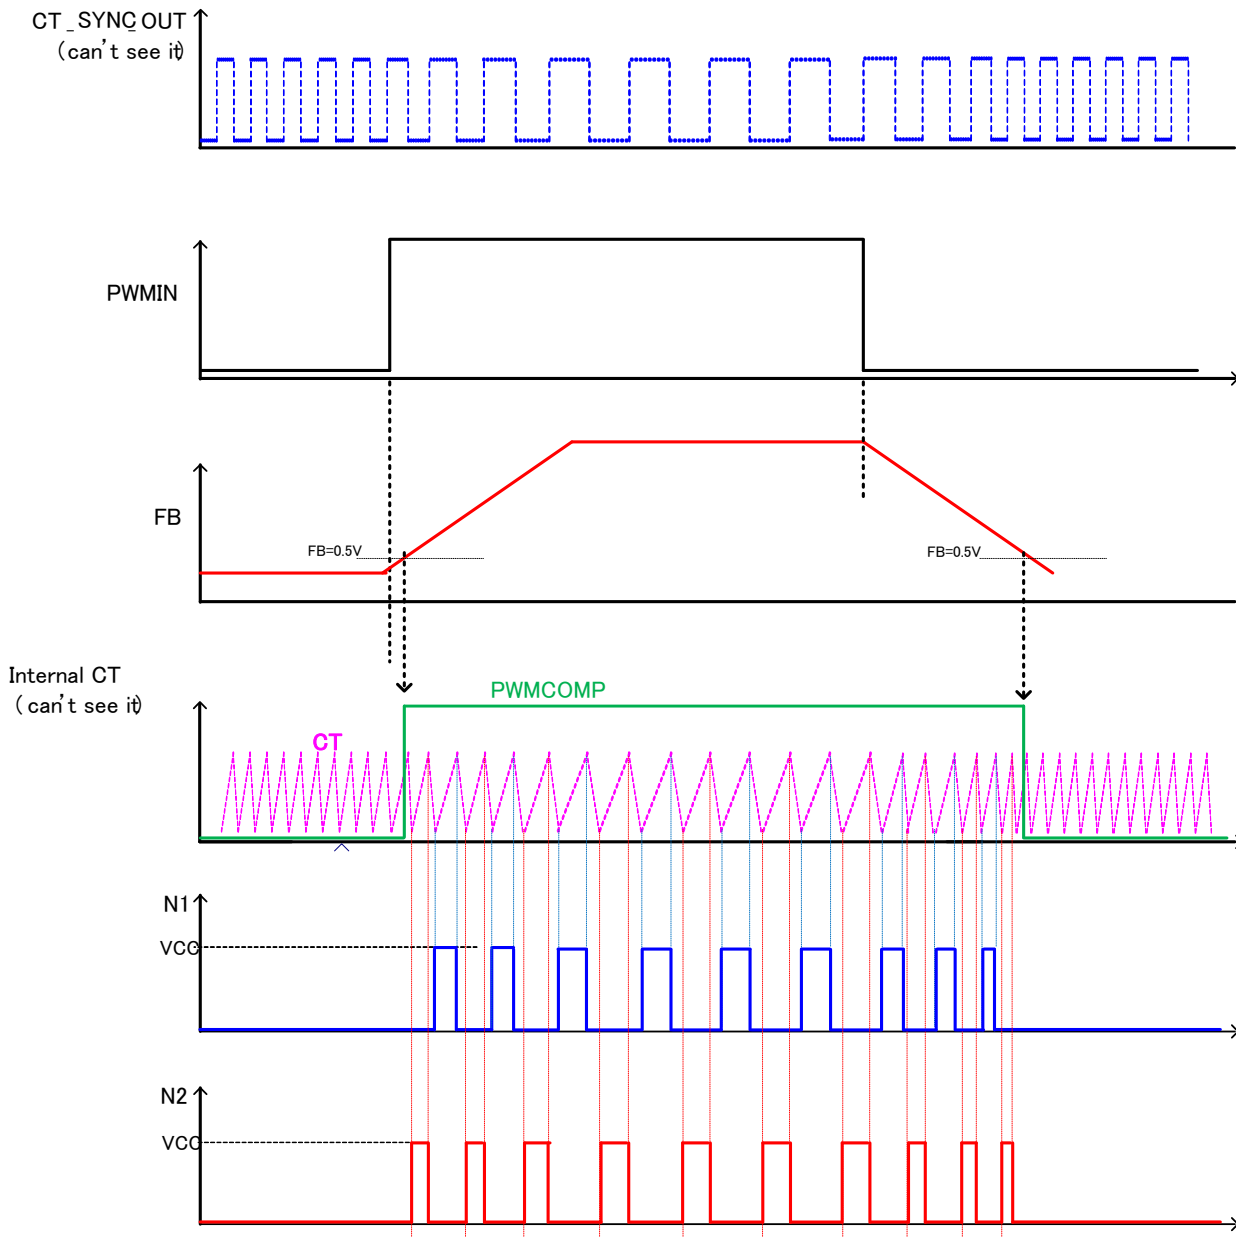 CT_SYNC OUT
(can't see it)
PWMIN
FB
FB=0.5V
FB=0.5V
Internal CT
(can't see it)
PWMCOMP
CT
N1
VCC
N2
VCC